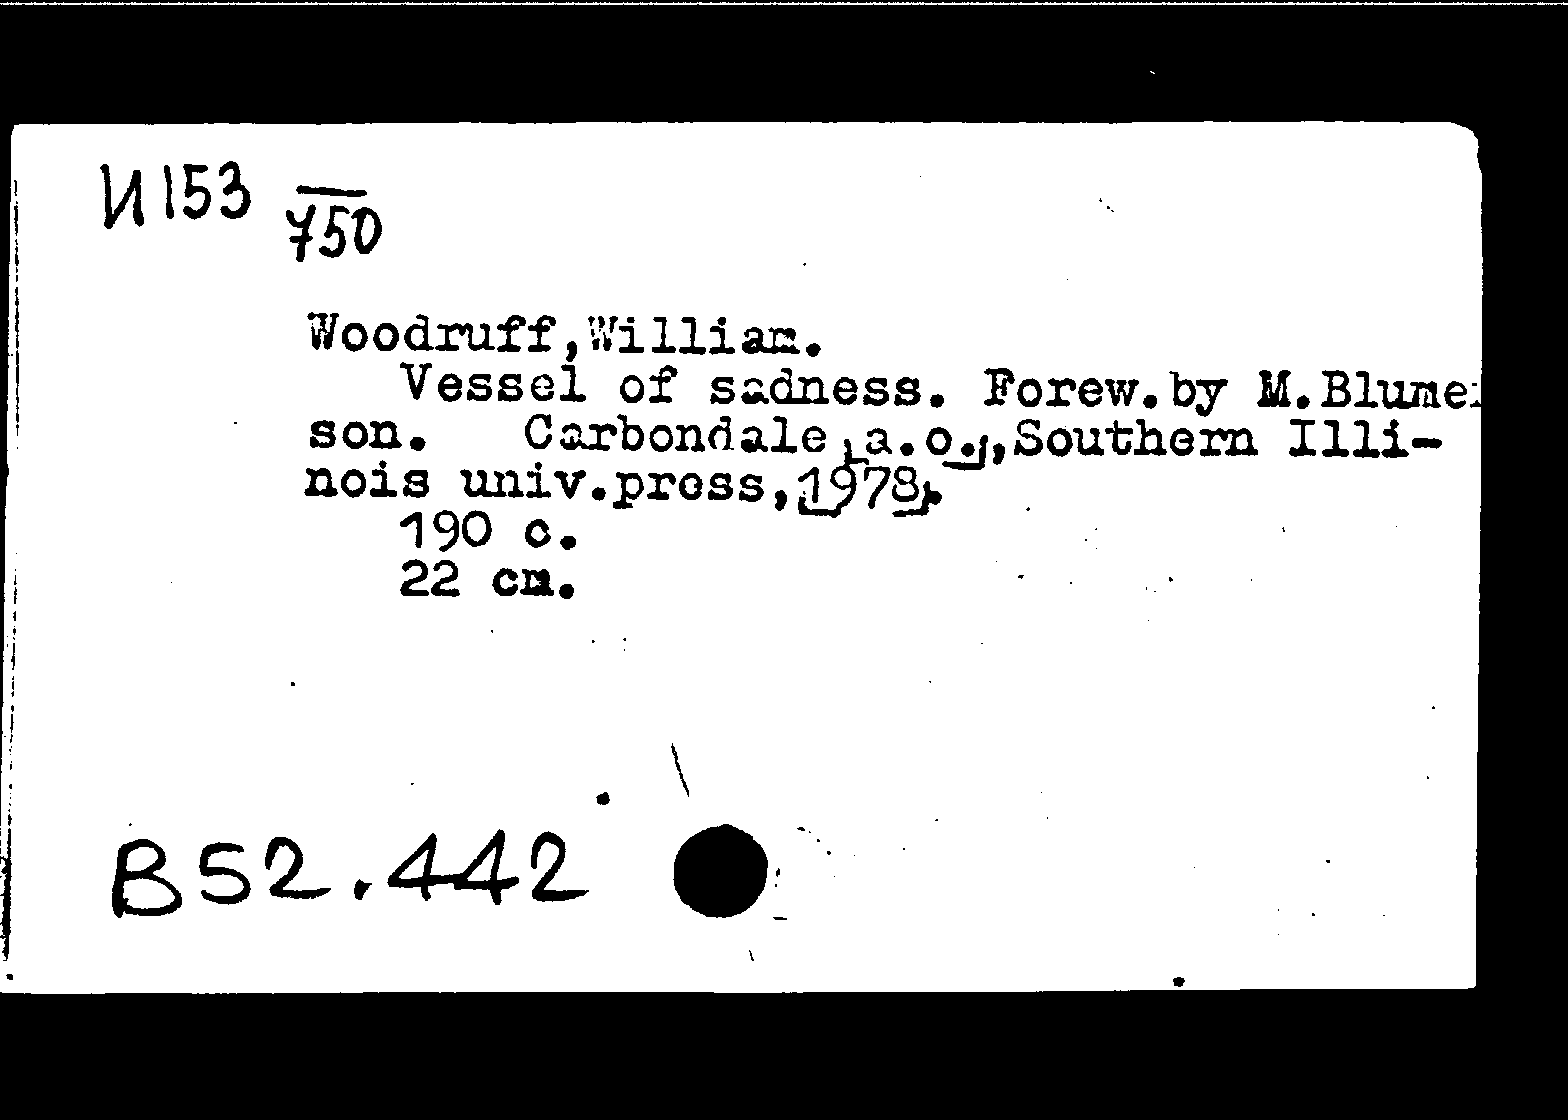 И153 750
Woodruff,William.
Vessel of sadness. Forew.by M.Blumen
son. Carbondale [a.o.],Southern Illi-
nois univ.press,[1978].
190 c.
22 cm.
B52.442